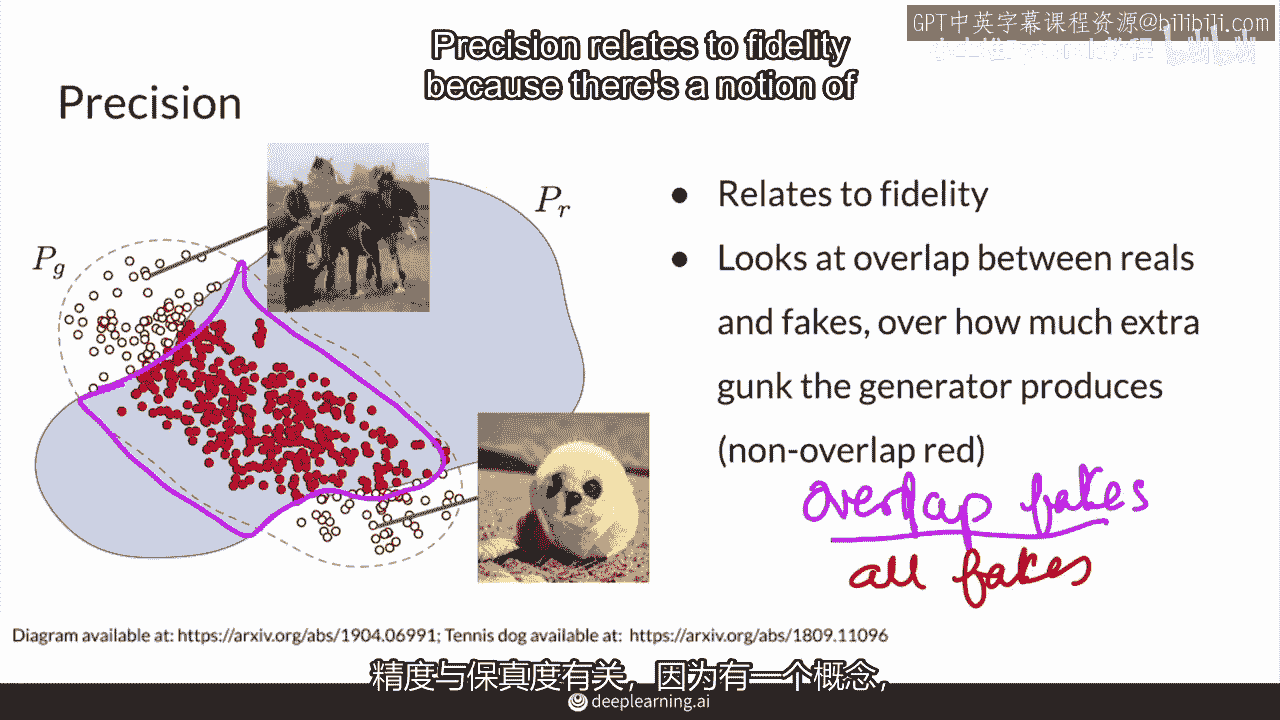 GPT中英字幕课程资源@bilibili.com
Precision relates to fidelity
because there's a notion of
Precision
P_r
P_g
● Relates to fidelity
● Looks at overlap between reals
and fakes, over how much extra
gunk the generator produces
(non-overlap red)
overlap fakes
all fakes
Diagram available at: https://arxiv.org/abs/1904.06991; Tennis dog available at: https://arxiv.org/abs/1809.11096
精度与保真度有关，因为有一个概念，
deeplearning.ai